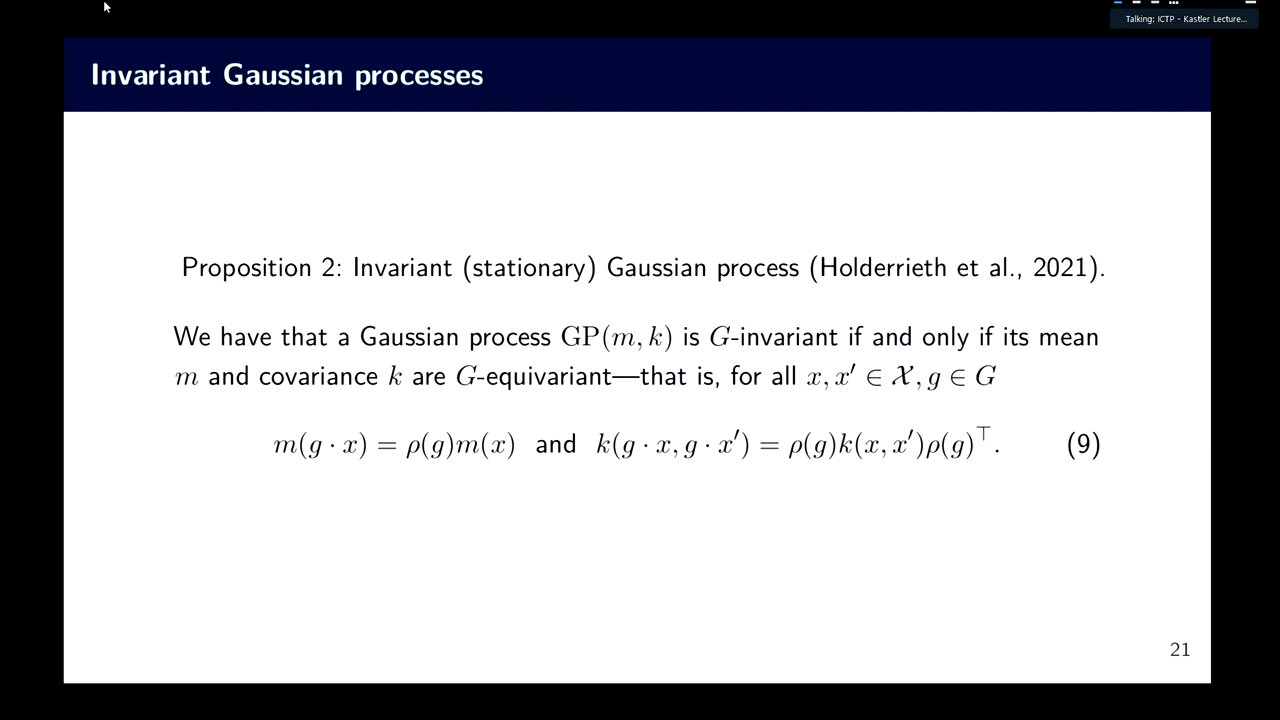 Talking: ICTP - Kastler Lecture...
Invariant Gaussian processes
Proposition 2: Invariant (stationary) Gaussian process (Holderrieth et al., 2021).
We have that a Gaussian process GP(m, k) is G-invariant if and only if its mean
m and covariance k are G-equivariant—that is, for all x, x′ ∈ 𝒳, g ∈ G
m(g · x) = ρ(g)m(x) and k(g · x, g · x′) = ρ(g)k(x, x′)ρ(g)⊤. (9)
21